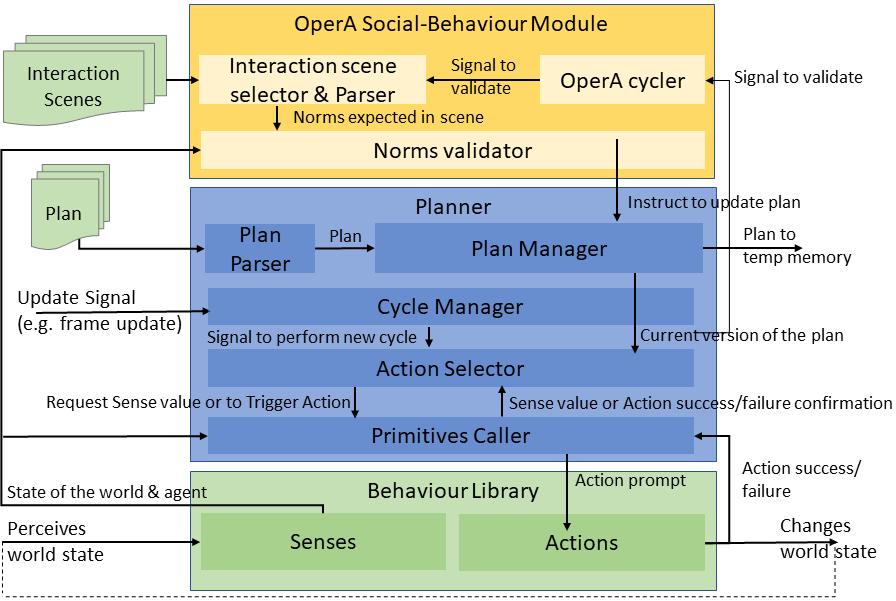 OperA Social-Behaviour Module
Interaction
Scenes
Interaction scene
selector & Parser
Signal to
validate
OperA cycler
Signal to validate
Norms expected in scene
Norms validator
Instruct to update plan
Planner
Plan
Plan
Parser
Plan
Plan Manager
Plan to
temp memory
Update Signal
(e.g. frame update)
Cycle Manager
Signal to perform new cycle
Current version of the plan
Action Selector
Request Sense value or to Trigger Action
Sense value or Action success/failure confirmation
Primitives Caller
Action success/
failure
Action prompt
Behaviour Library
State of the world & agent
Perceives
world state
Senses
Actions
Changes
world state